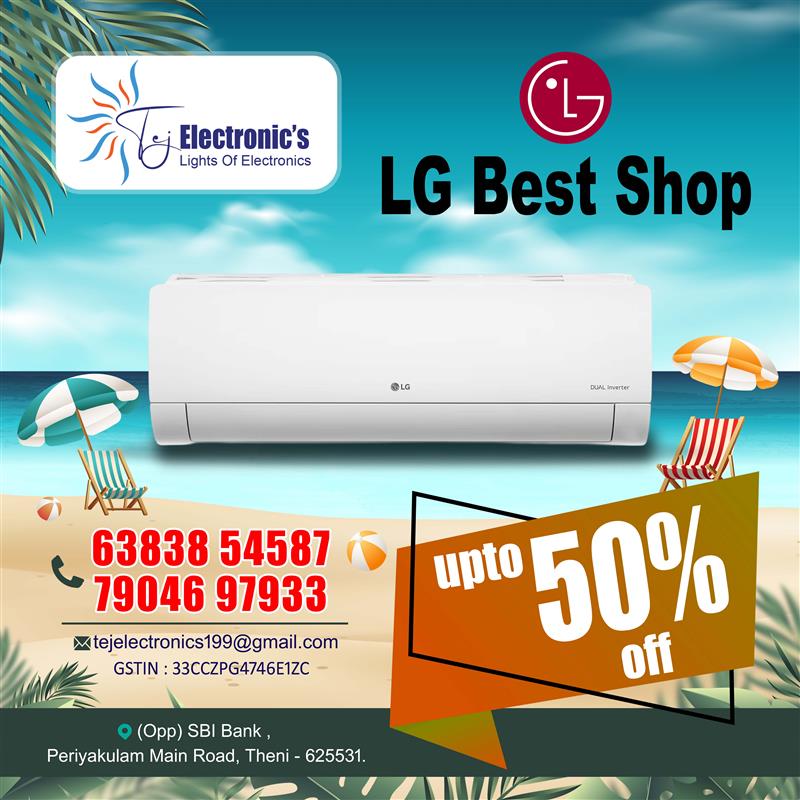 Tej Electronic's
Lights Of Electronics
LG
LG Best Shop
LG
DUAL Inverter
63838 54587
79046 97933
tejelectronics199@gmail.com
GSTIN : 33CCZPG4746E1ZC
upto 50% off
(Opp) SBI Bank ,
Periyakulam Main Road, Theni - 625531.